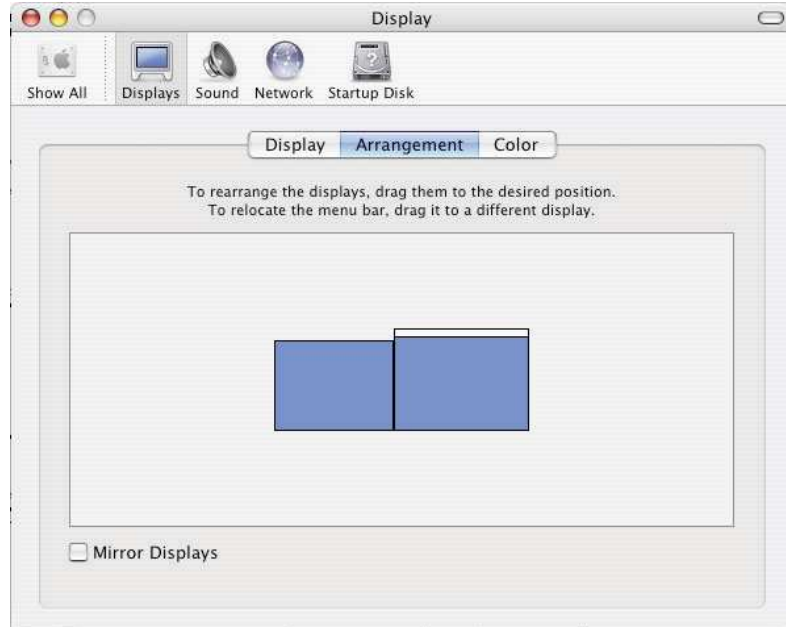 Display
Show All Displays Sound Network Startup Disk
Display Arrangement Color
To rearrange the displays, drag them to the desired position.
To relocate the menu bar, drag it to a different display.
Mirror Displays